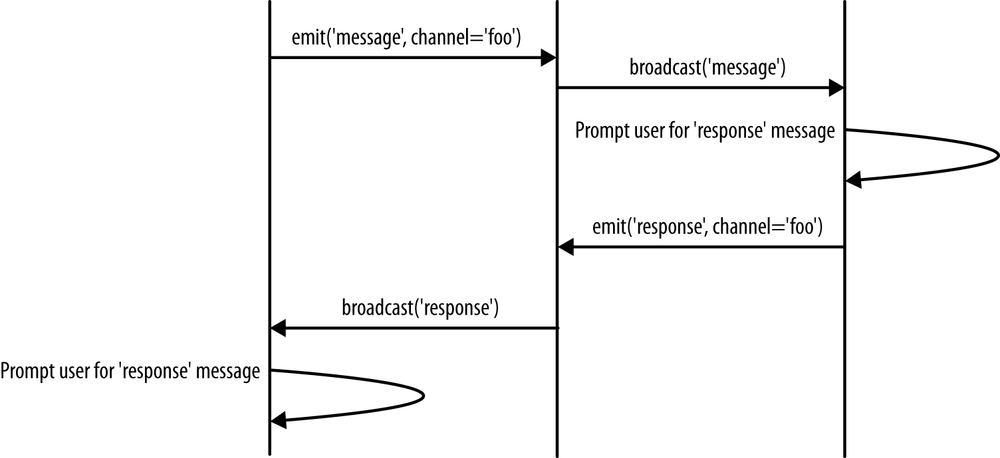 emit('message', channel='foo')
broadcast('message')
Prompt user for 'response' message
emit('response', channel='foo')
broadcast('response')
Prompt user for 'response' message